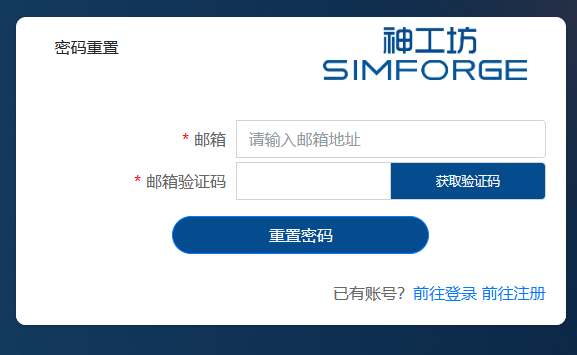 密码重置
神工坊
SIMFORGE
* 邮箱
请输入邮箱地址
* 邮箱验证码
获取验证码
重置密码
已有账号？前往登录 前往注册